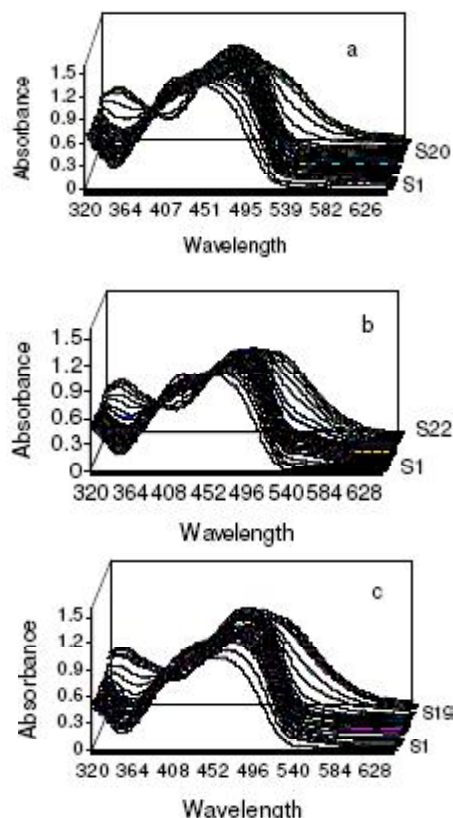 a
1.5
1.2
0.9
0.6
0.3
0
Absorbance
S20
S1
320 364 407 451 495 539 582 626
Wavelength
b
1.5
1.2
0.9
0.6
0.3
0
Absorbance
S22
S1
320 364 408 452 496 540 584 628
Wavelength
c
1.5
1.2
0.9
0.6
0.3
0
Absorbance
S19
S1
320 364 408 452 496 540 584 628
Wavelength